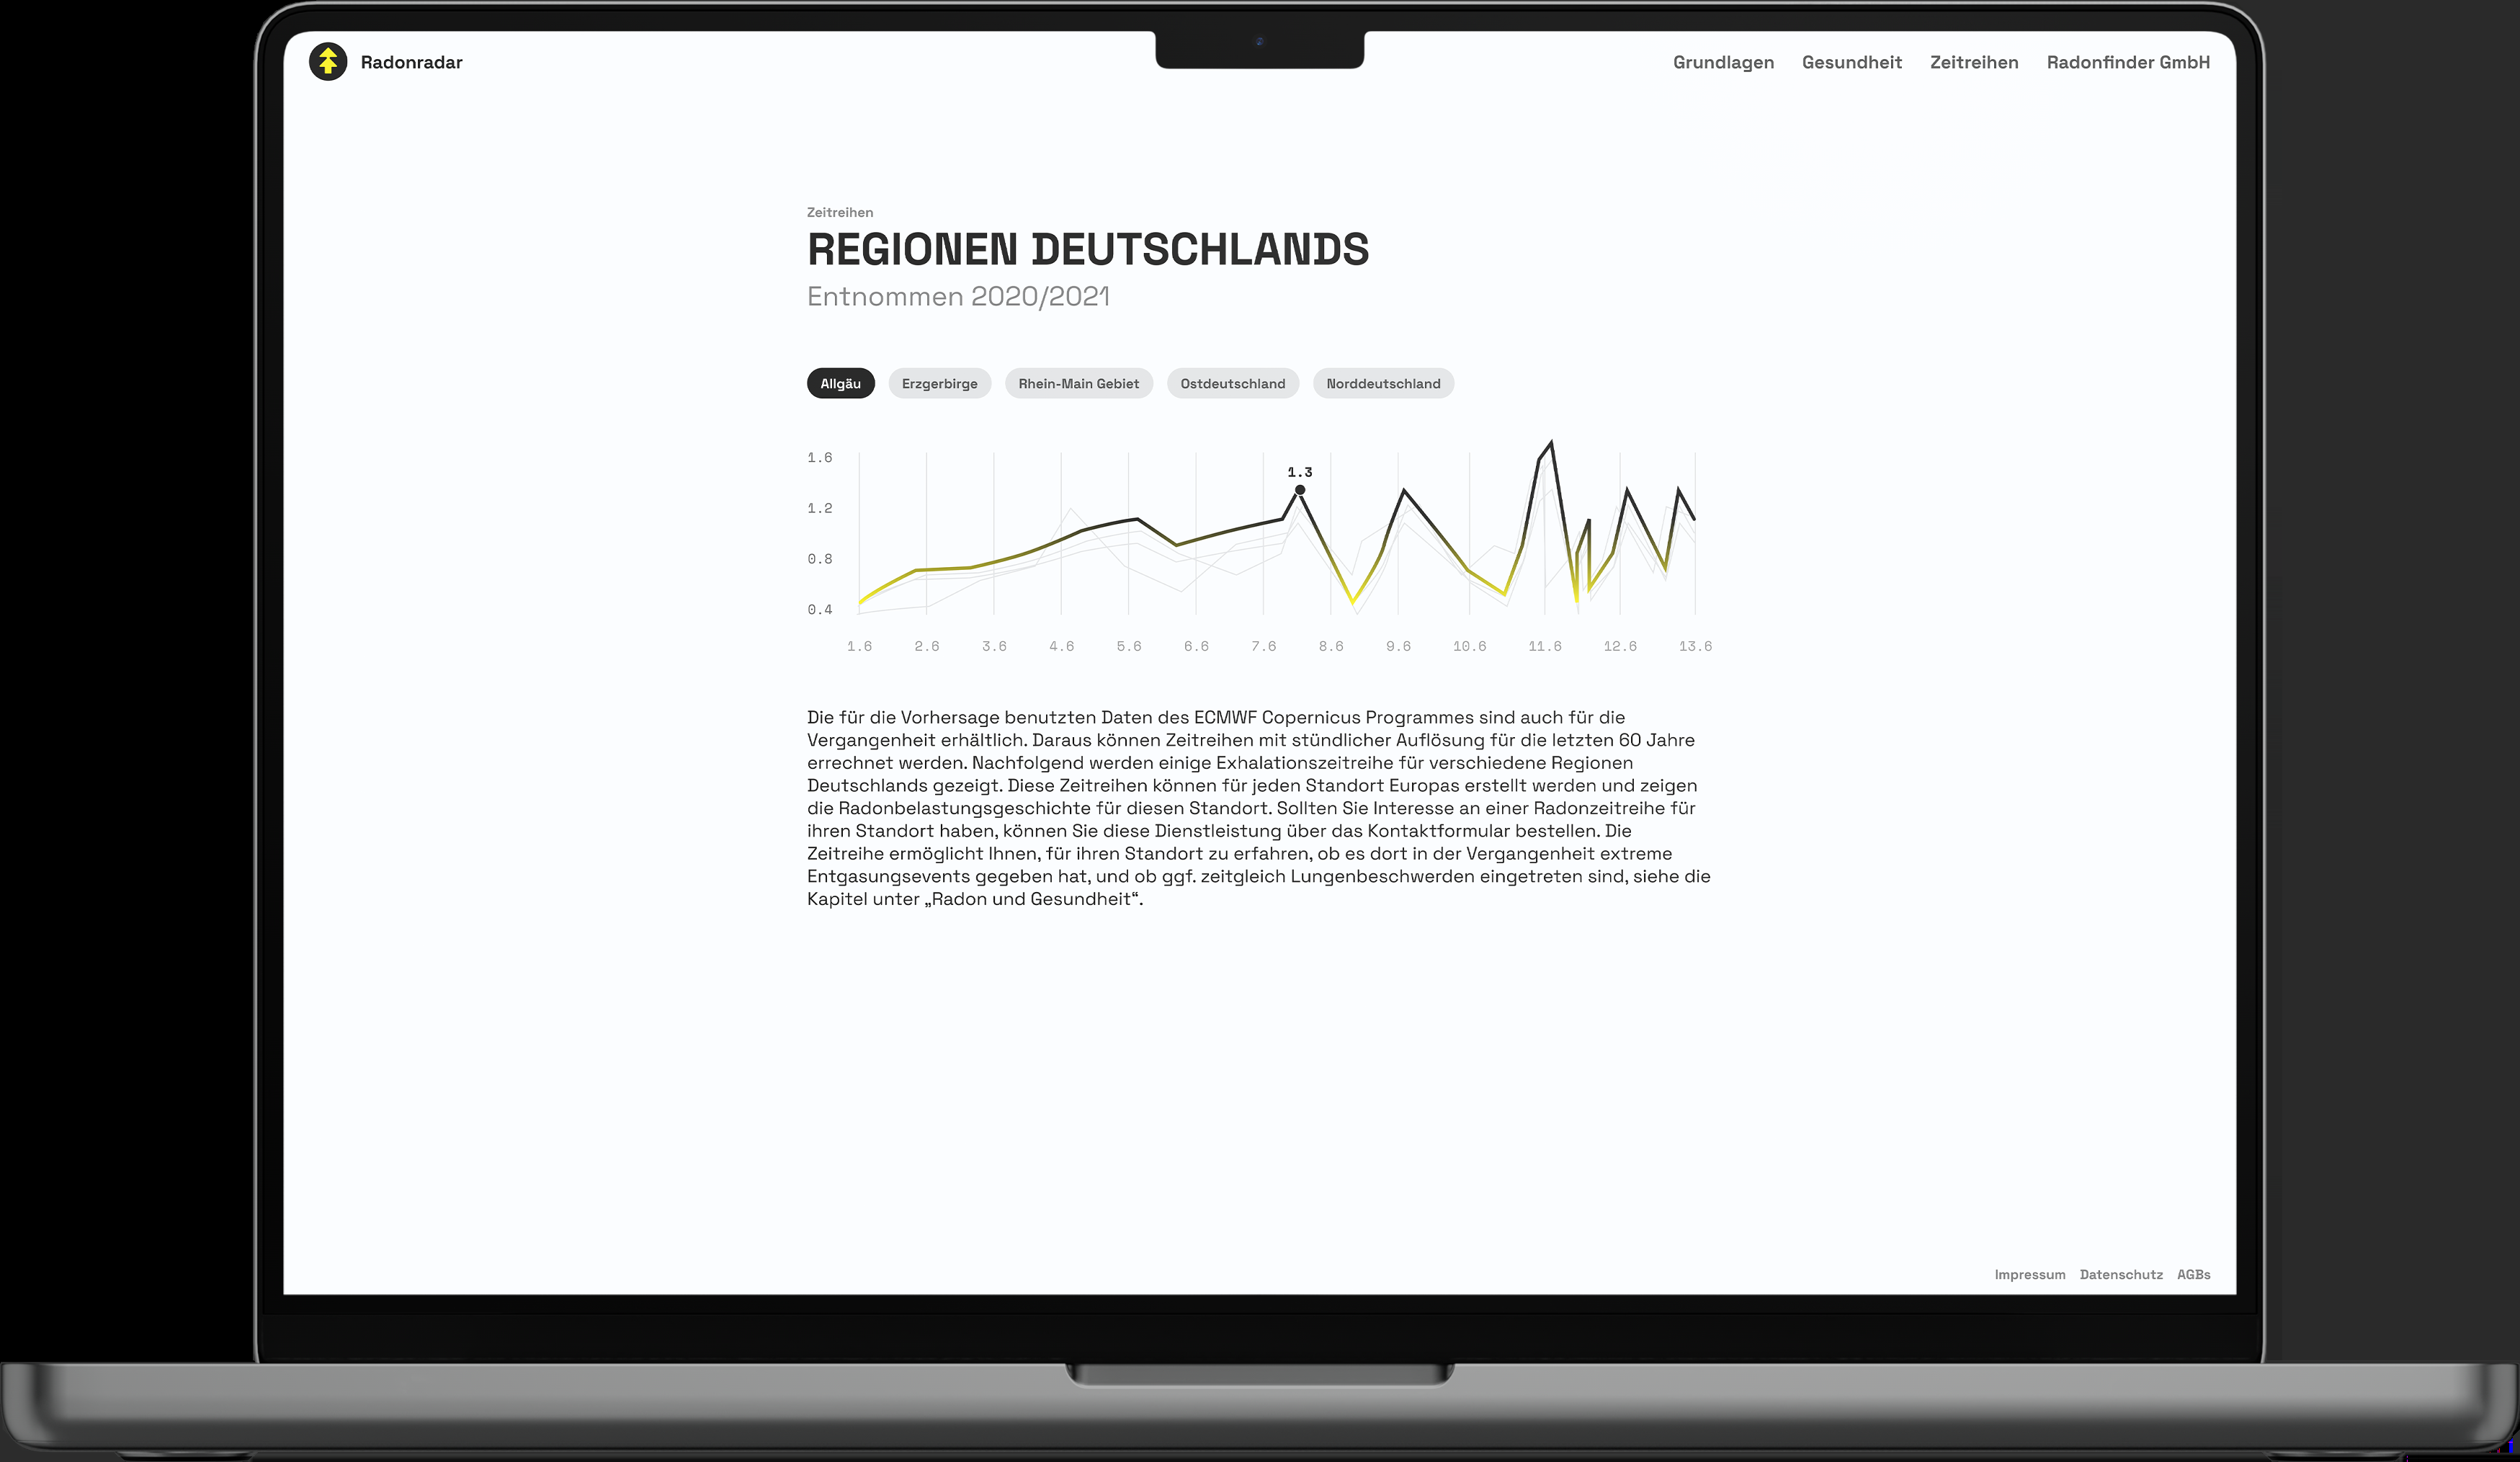 Radonradar
Grundlagen Gesundheit Zeitreihen Radonfinder GmbH
Zeitreihen
REGIONEN DEUTSCHLANDS
Entnommen 2020/2021
Allgäu Erzgerbirge Rhein-Main Gebiet Ostdeutschland Norddeutschland
1.6
1.3
1.2
0.8
0.4
1.6 2.6 3.6 4.6 5.6 6.6 7.6 8.6 9.6 10.6 11.6 12.6 13.6
Die für die Vorhersage benutzten Daten des ECMWF Copernicus Programmes sind auch für die
Vergangenheit erhältlich. Daraus können Zeitreihen mit stündlicher Auflösung für die letzten 60 Jahre
errechnet werden. Nachfolgend werden einige Exhalationszeitreihe für verschiedene Regionen
Deutschlands gezeigt. Diese Zeitreihen können für jeden Standort Europas erstellt werden und zeigen
die Radonbelastungsgeschichte für diesen Standort. Sollten Sie Interesse an einer Radonzeitreihe für
ihren Standort haben, können Sie diese Dienstleistung über das Kontaktformular bestellen. Die
Zeitreihe ermöglicht Ihnen, für ihren Standort zu erfahren, ob es dort in der Vergangenheit extreme
Entgasungsevents gegeben hat, und ob ggf. zeitgleich Lungenbeschwerden eingetreten sind, siehe die
Kapitel unter „Radon und Gesundheit“.
Impressum Datenschutz AGBs